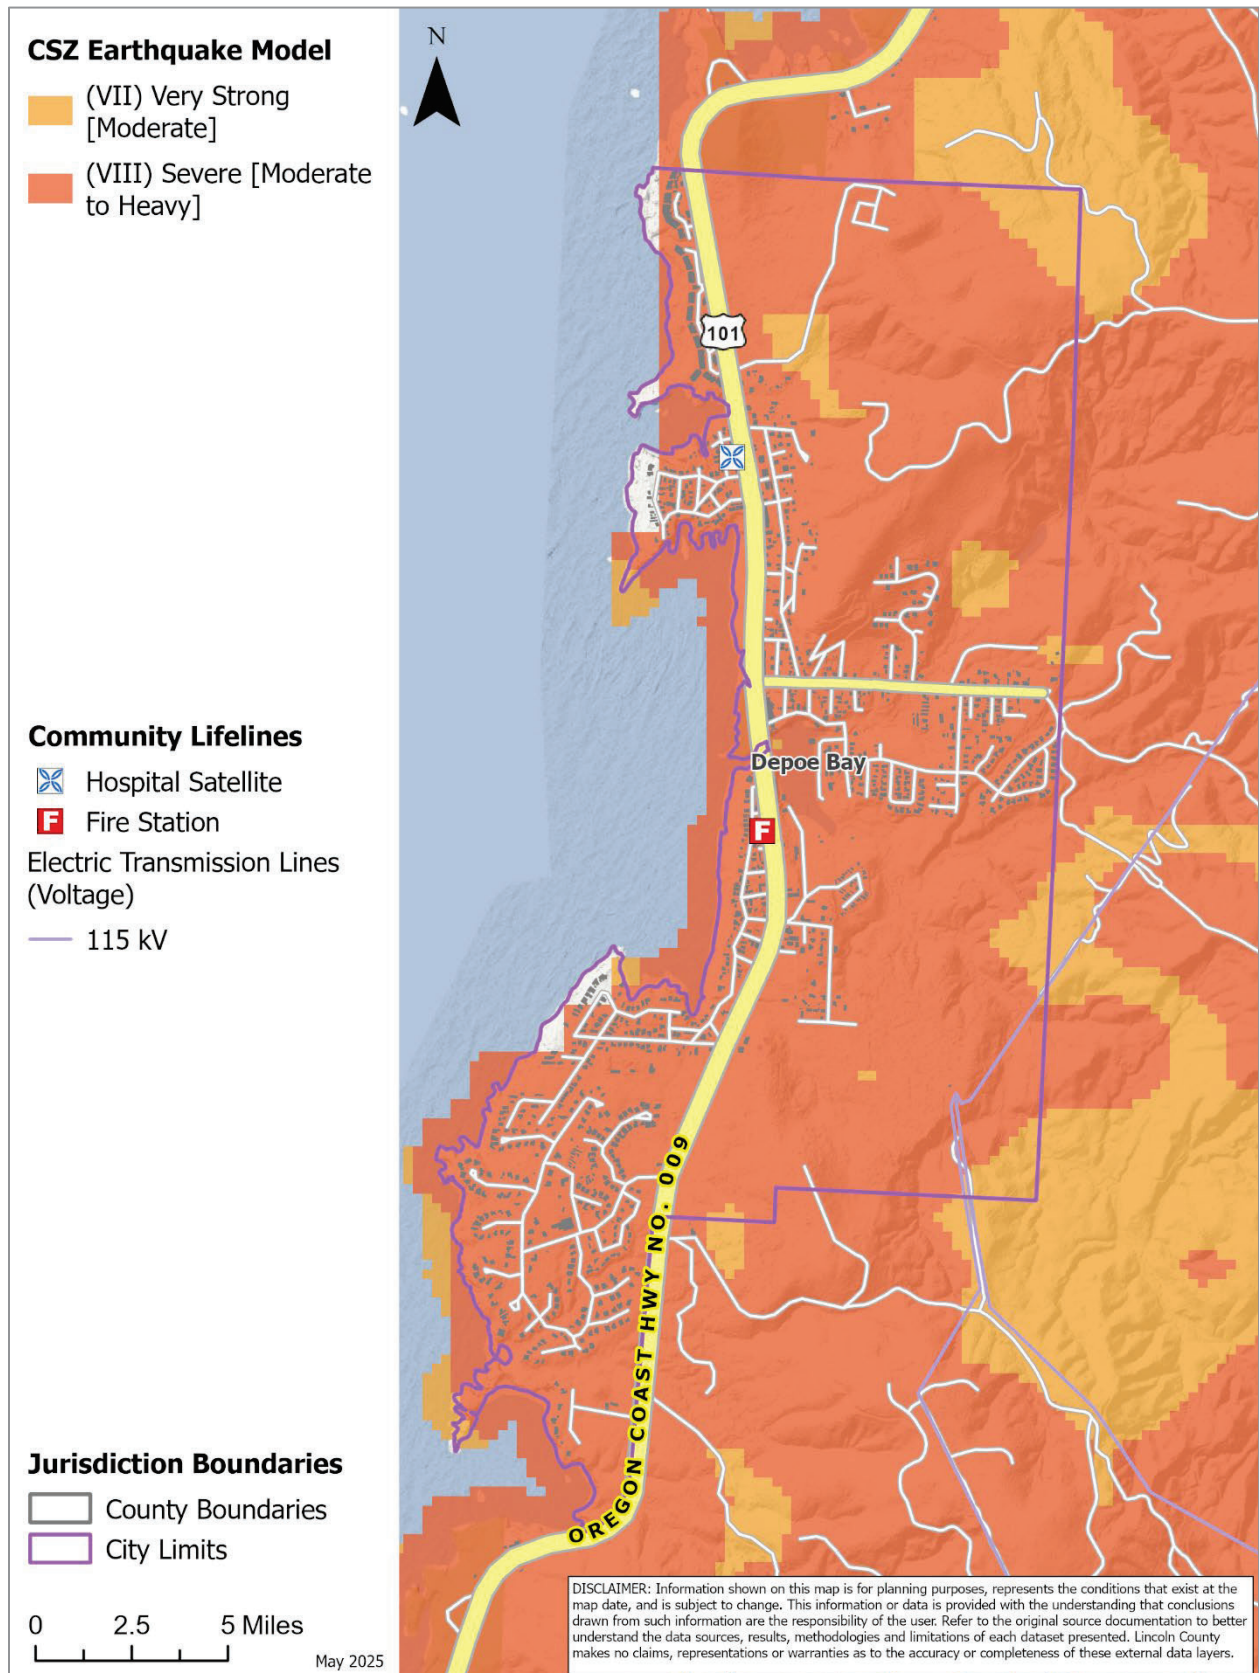 CSZ Earthquake Model
(VII) Very Strong
[Moderate]
(VIII) Severe [Moderate
to Heavy]
N
101
Depoe Bay
F
Community Lifelines
Hospital Satellite
F Fire Station
Electric Transmission Lines
(Voltage)
115 kV
OREGON COAST HWY NO. 009
Jurisdiction Boundaries
County Boundaries
City Limits
0 2.5 5 Miles
May 2025
DISCLAIMER: Information shown on this map is for planning purposes, represents the conditions that exist at the
map date, and is subject to change. This information or data is provided with the understanding that conclusions
drawn from such information are the responsibility of the user. Refer to the original source documentation to better
understand the data sources, results, methodologies and limitations of each dataset presented. Lincoln County
makes no claims, representations or warranties as to the accuracy or completeness of these external data layers.